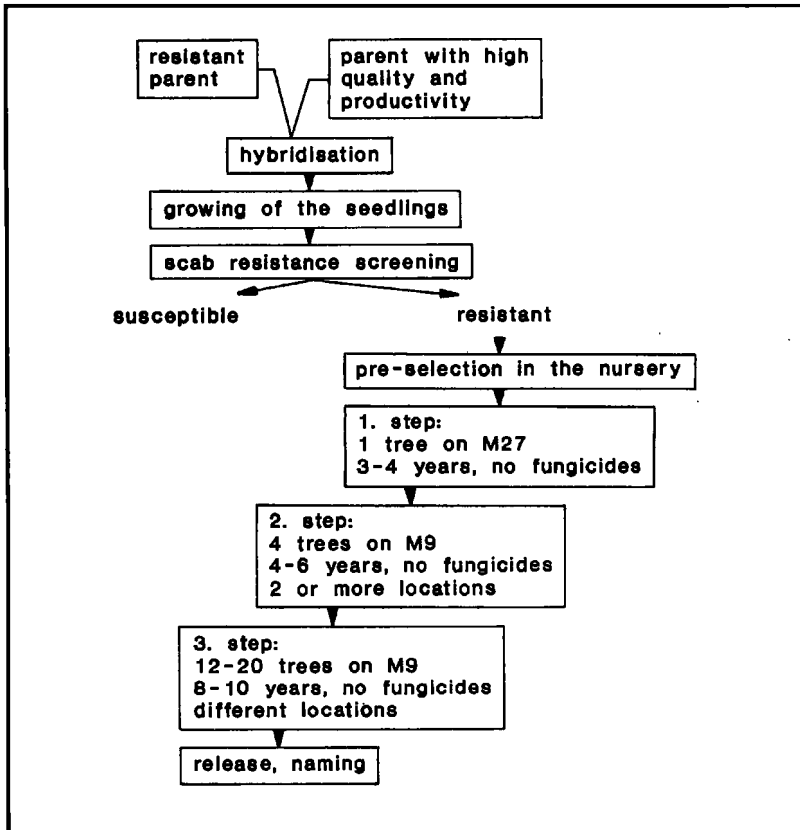 resistant
parent
parent with high
quality and
productivity
hybridisation
growing of the seedlings
scab resistance screening
susceptible
resistant
pre-selection in the nursery
1. step:
1 tree on M27
3-4 years, no fungicides
2. step:
4 trees on M9
4-6 years, no fungicides
2 or more locations
3. step:
12-20 trees on M9
8-10 years, no fungicides
different locations
release, naming